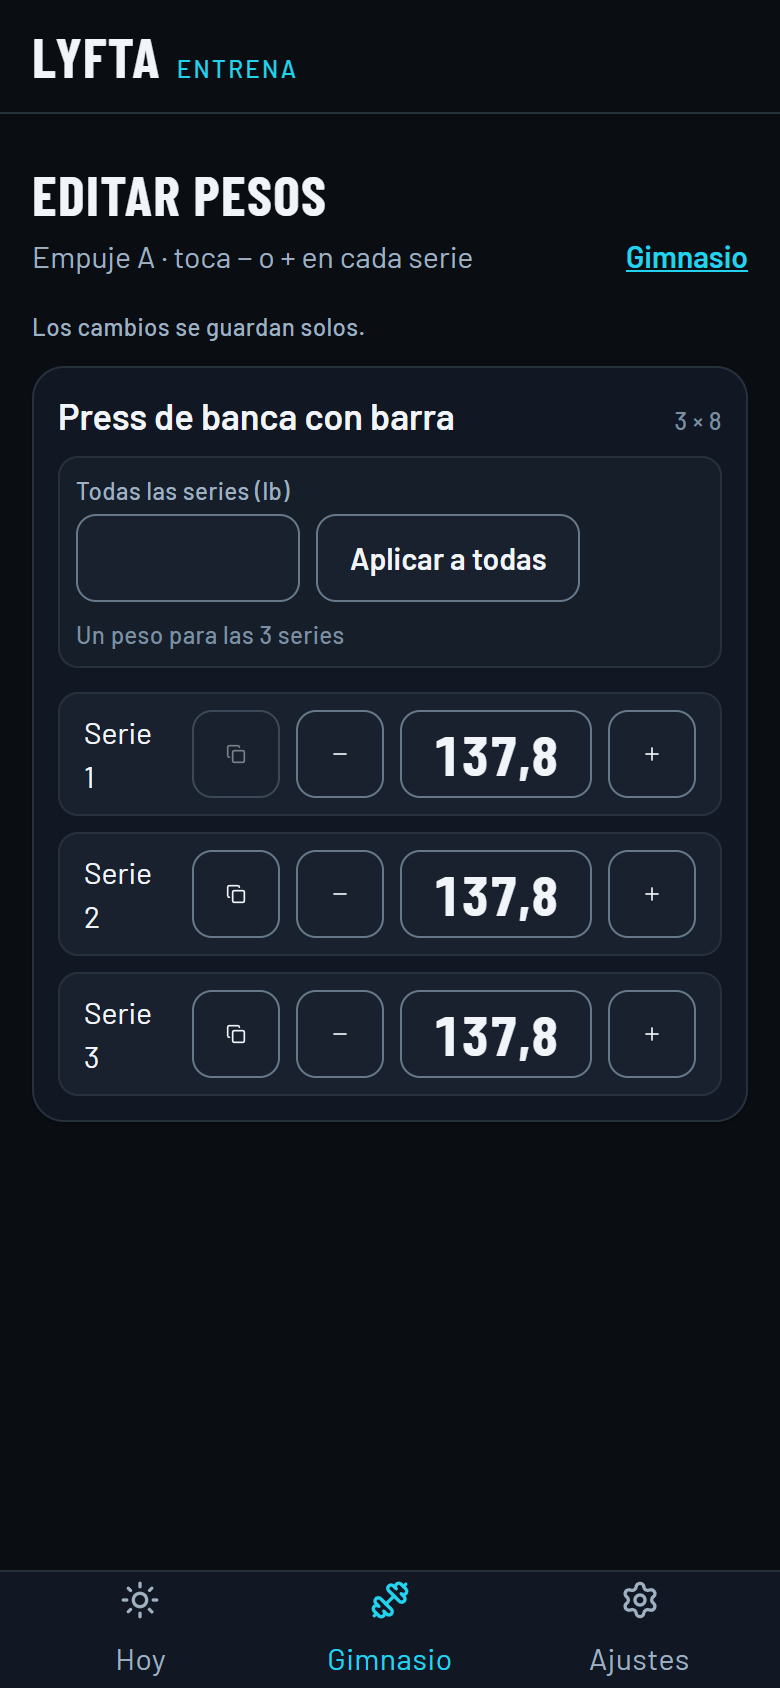 LYFTA ENTRENA
EDITAR PESOS
Empuje A · toca − o + en cada serie Gimnasio
Los cambios se guardan solos.
Press de banca con barra 3 × 8
Todas las series (lb)
Aplicar a todas
Un peso para las 3 series
Serie 1 − 137,8 +
Serie 2 − 137,8 +
Serie 3 − 137,8 +
Hoy Gimnasio Ajustes